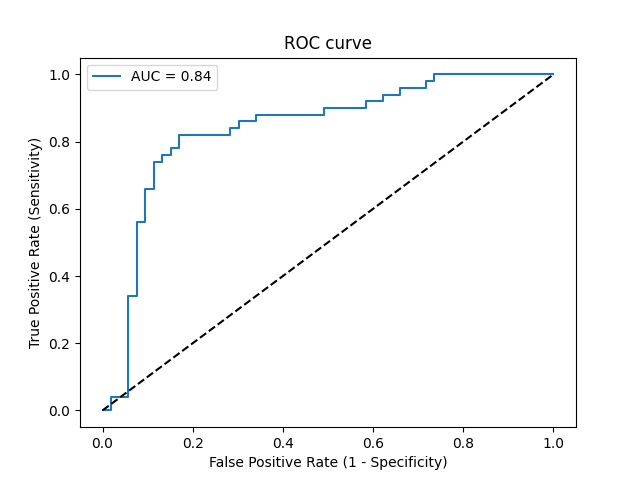 ROC curve
AUC = 0.84
True Positive Rate (Sensitivity)
1.0
0.8
0.6
0.4
0.2
0.0
0.0 0.2 0.4 0.6 0.8 1.0
False Positive Rate (1 - Specificity)